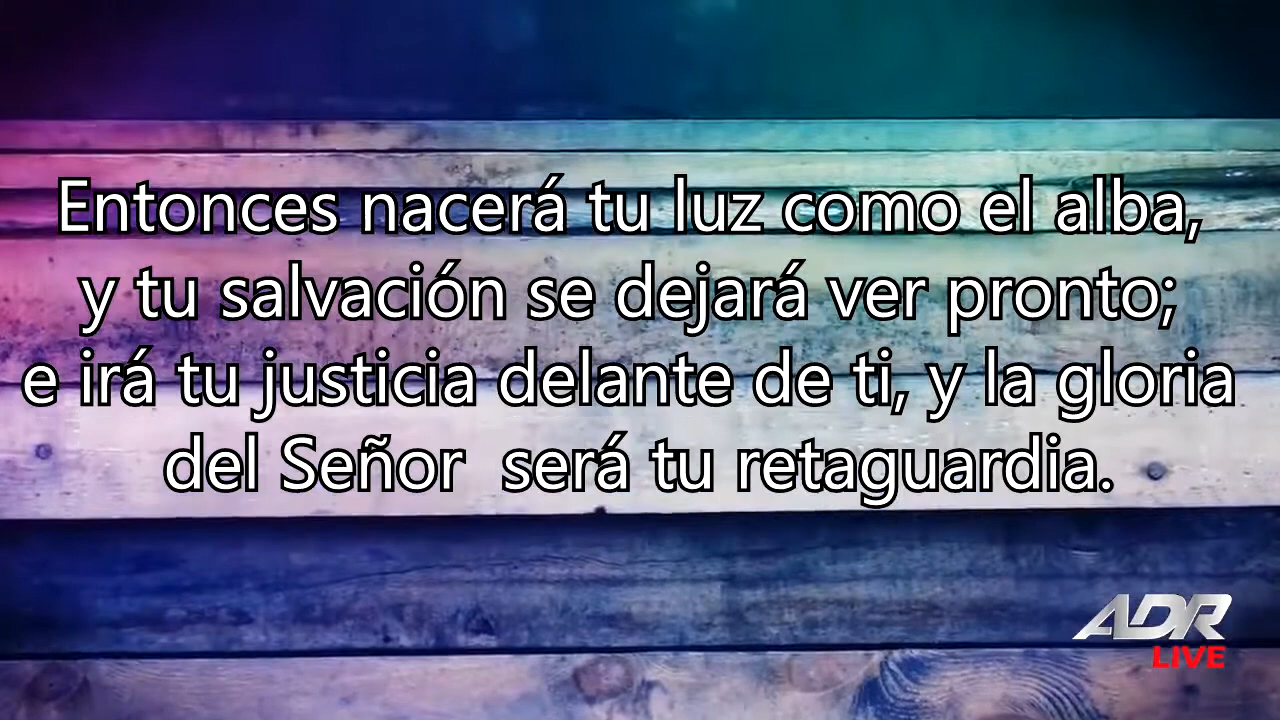 Entonces nacerá tu luz como el alba,
y tu salvación se dejará ver pronto;
e irá tu justicia delante de ti, y la gloria
del Señor  será tu retaguardia.
ADR
LIVE